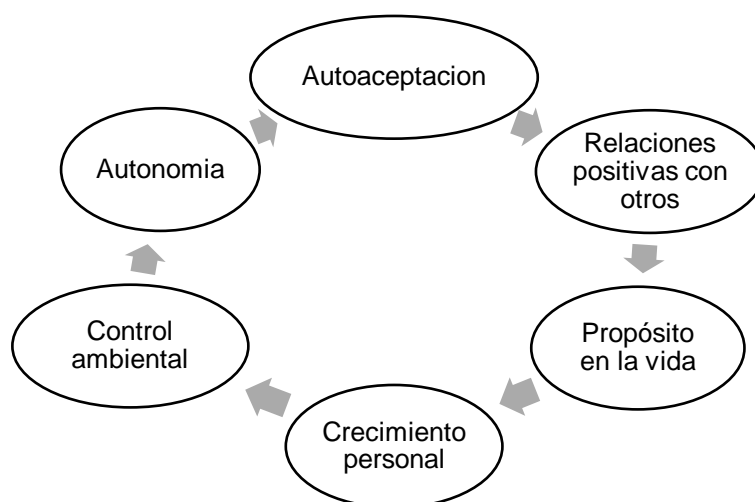 Autoaceptacion
Relaciones
positivas con
otros
Propósito
en la vida
Crecimiento
personal
Control
ambiental
Autonomia